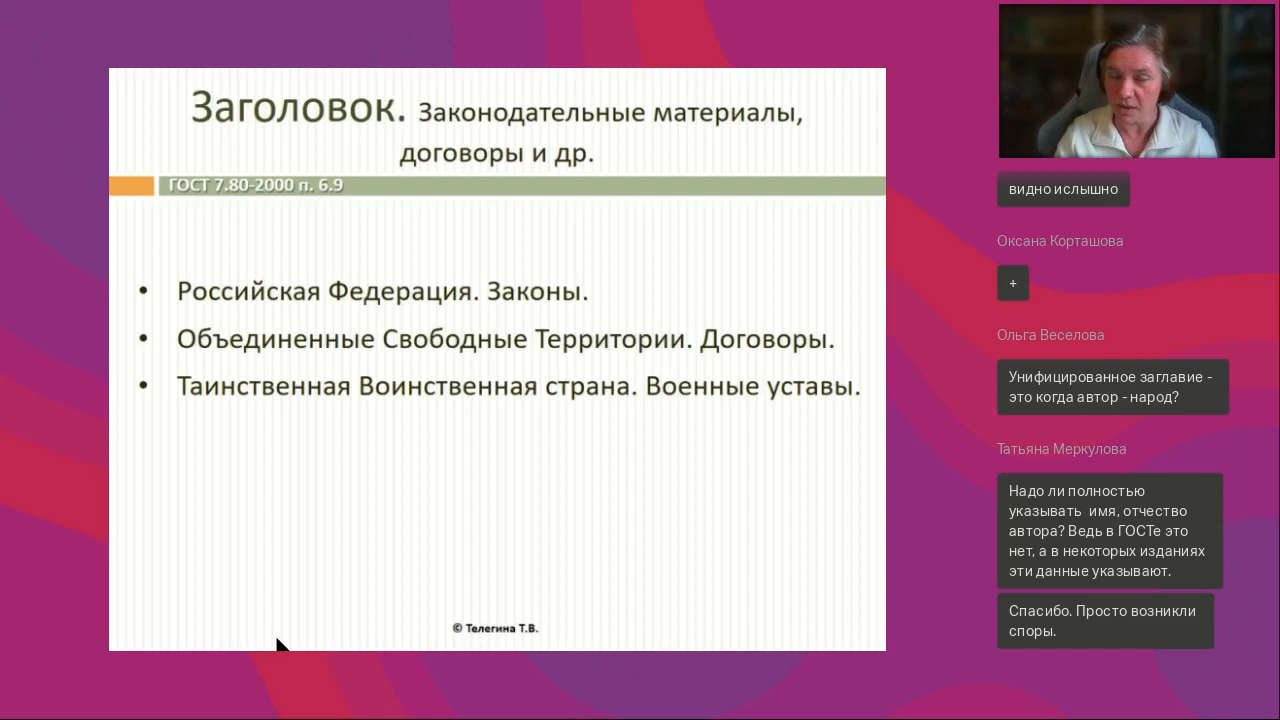 Заголовок. Законодательные материалы,
договоры и др.
ГОСТ 7.80-2000 п. 6.9
• Российская Федерация. Законы.
• Объединенные Свободные Территории. Договоры.
• Таинственная Воинственная страна. Военные уставы.
© Телегина Т.В.
видно ислышно
Оксана Корташова
+
Ольга Веселова
Унифицированное заглавие -
это когда автор - народ?
Татьяна Меркулова
Надо ли полностью
указывать имя, отчество
автора? Ведь в ГОСТе это
нет, а в некоторых изданиях
эти данные указывают.
Спасибо. Просто возникли
споры.